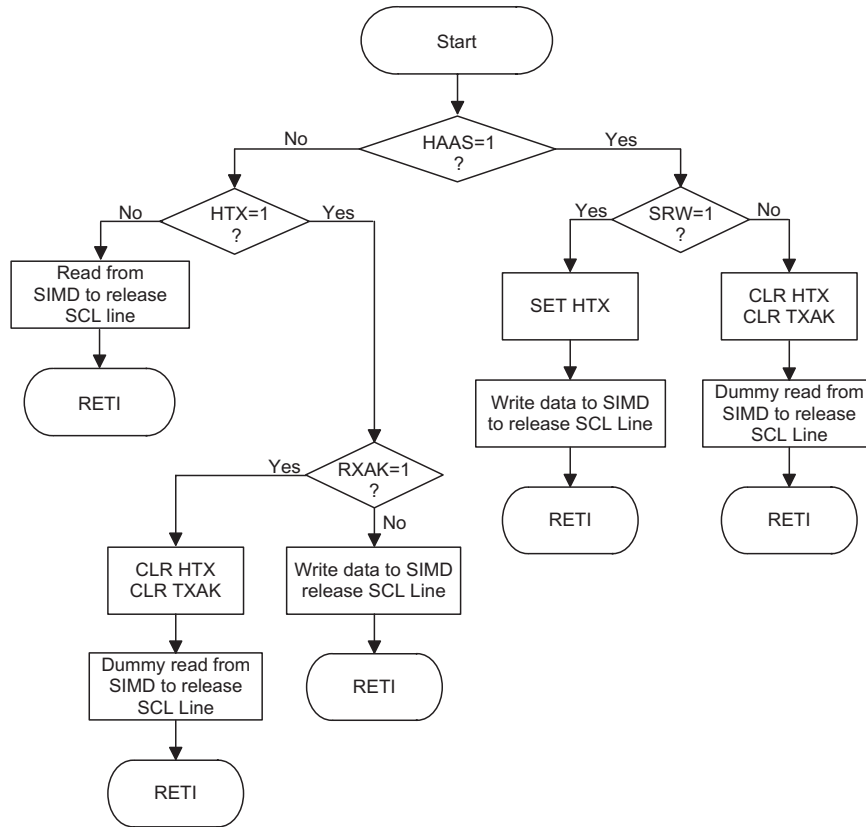 Start
HAAS=1
?
No
Yes
HTX=1
?
No
Yes
SRW=1
?
Yes
No
Read from
SIMD to release
SCL line
RETI
SET HTX
Write data to SIMD
to release SCL Line
RETI
CLR HTX
CLR TXAK
Dummy read from
SIMD to release
SCL Line
RETI
RXAK=1
?
Yes
No
CLR HTX
CLR TXAK
Dummy read from
SIMD to release
SCL Line
RETI
Write data to SIMD
release SCL Line
RETI